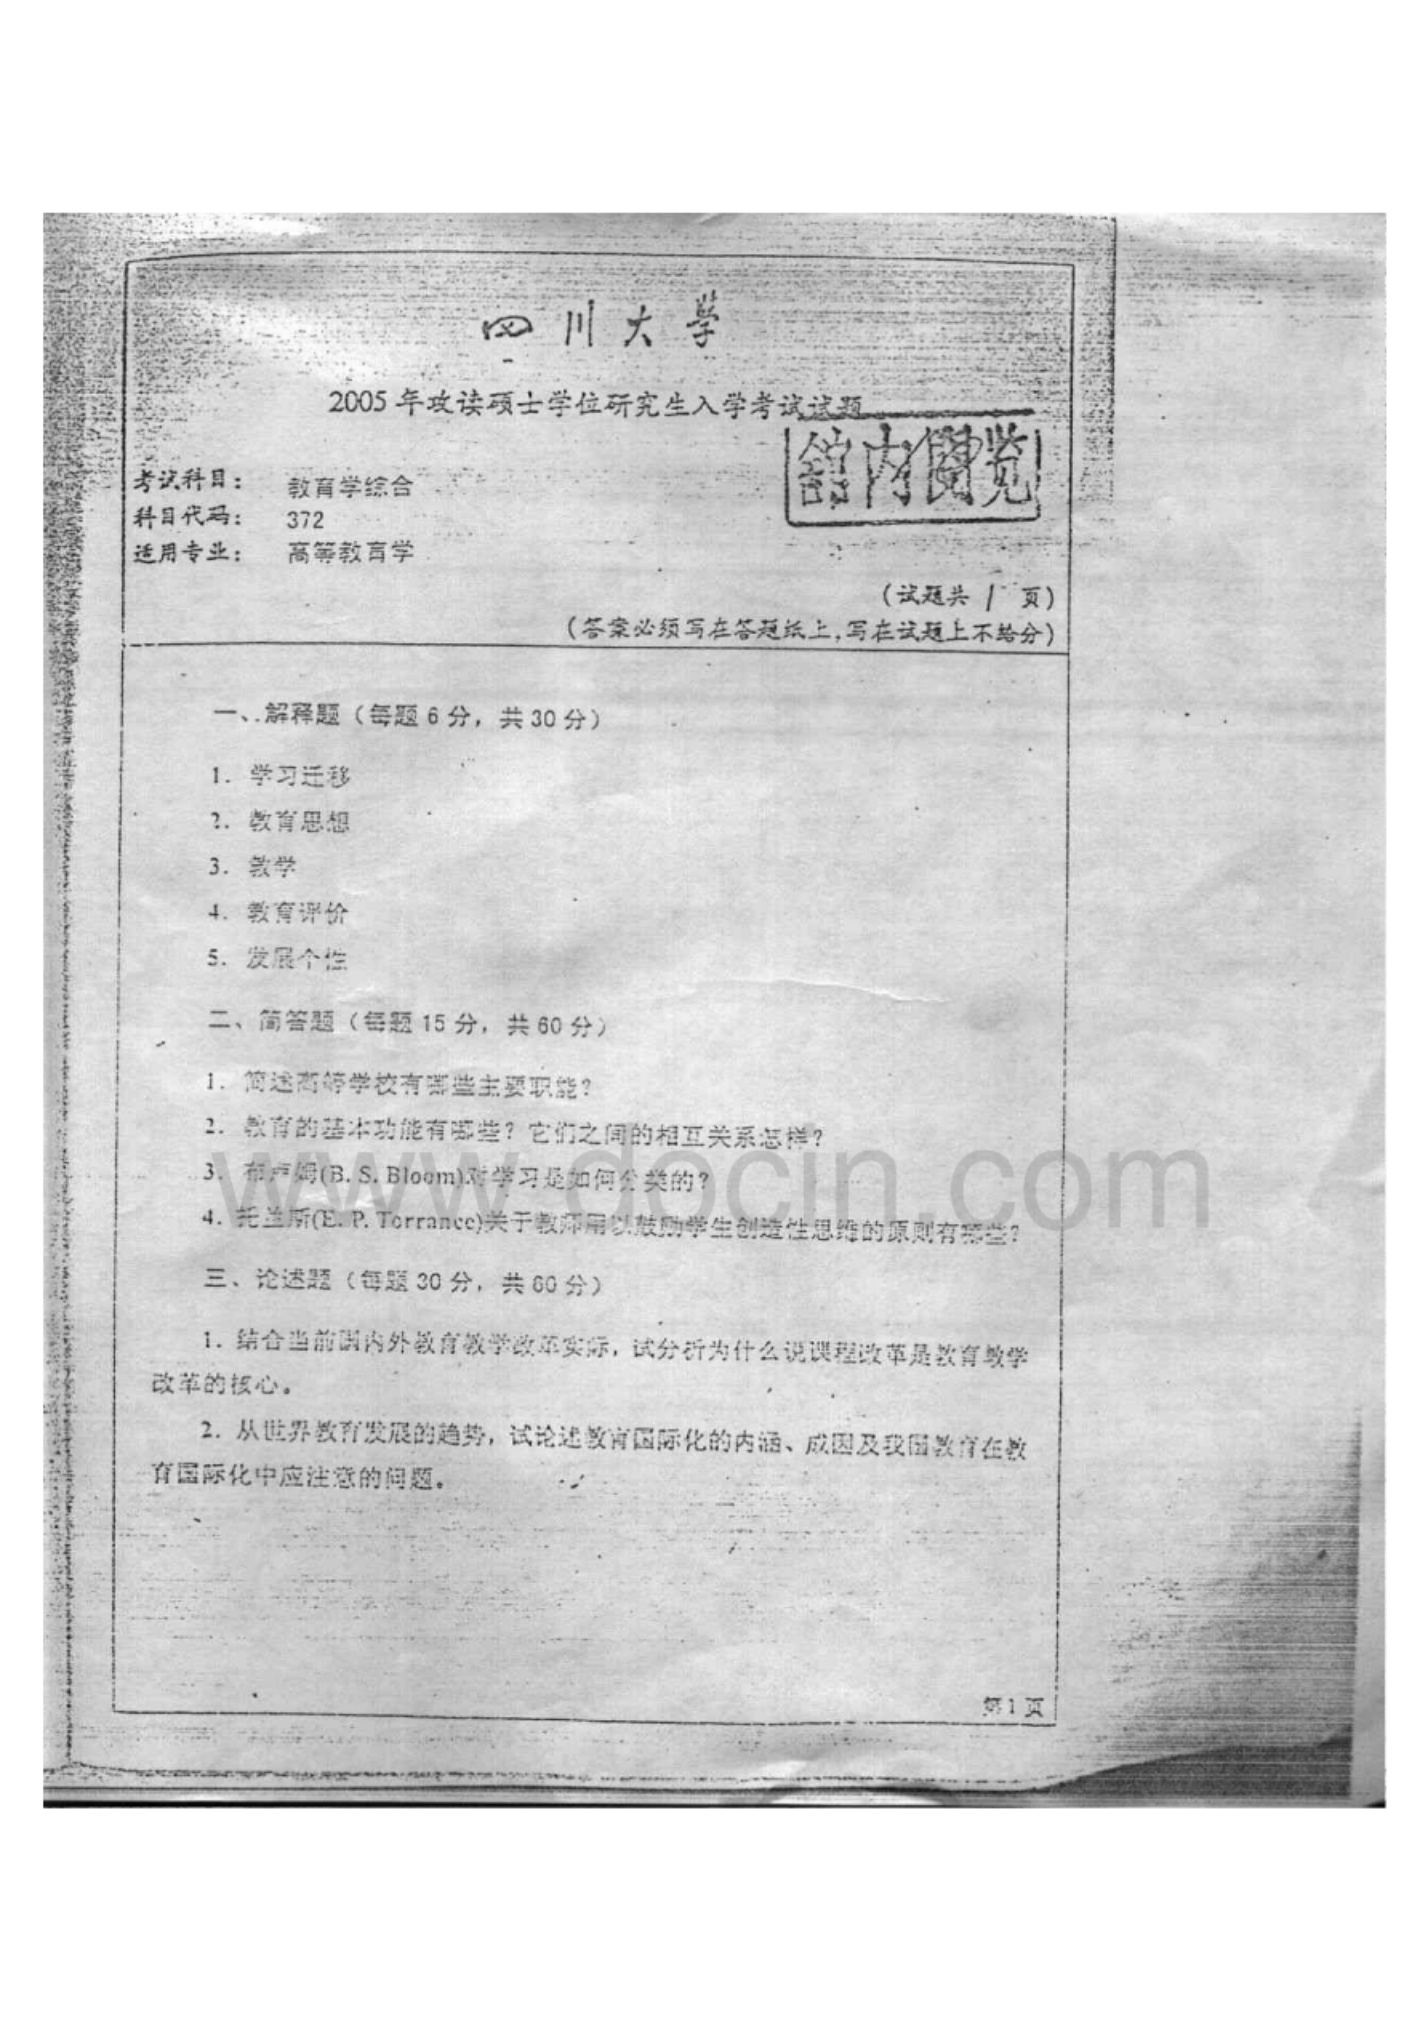 四川大学
2005年攻读硕士学位研究生入学考试试题
馆内阅览
考试科目： 教育学综合
科目代码： 372
适用专业： 高等教育学
（试题共 1 页）
（答案必须写在答题纸上，写在试题上不给分）
一、解释题（每题6分，共30分）
1. 学习迁移
2. 教育思想
3. 教学
4. 教育评价
5. 发展个性
二、简答题（每题15分，共60分）
1. 简述高等学校有哪些主要职能？
2. 教育的基本功能有哪些？它们之间的相互关系怎样？
3. 布卢姆(B. S. Bloom)对学习是如何分类的？
4. 托兰斯(E. P. Torrance)关于教师用以鼓励学生创造性思维的原则有哪些？
www.docin.com
三、论述题（每题30分，共60分）
1. 结合当前国内外教育教学改革实际，试分析为什么说课程改革是教育教学
改革的核心。
2. 从世界教育发展的趋势，试论述教育国际化的内涵、成因及我国教育在教
育国际化中应注意的问题。
第1页